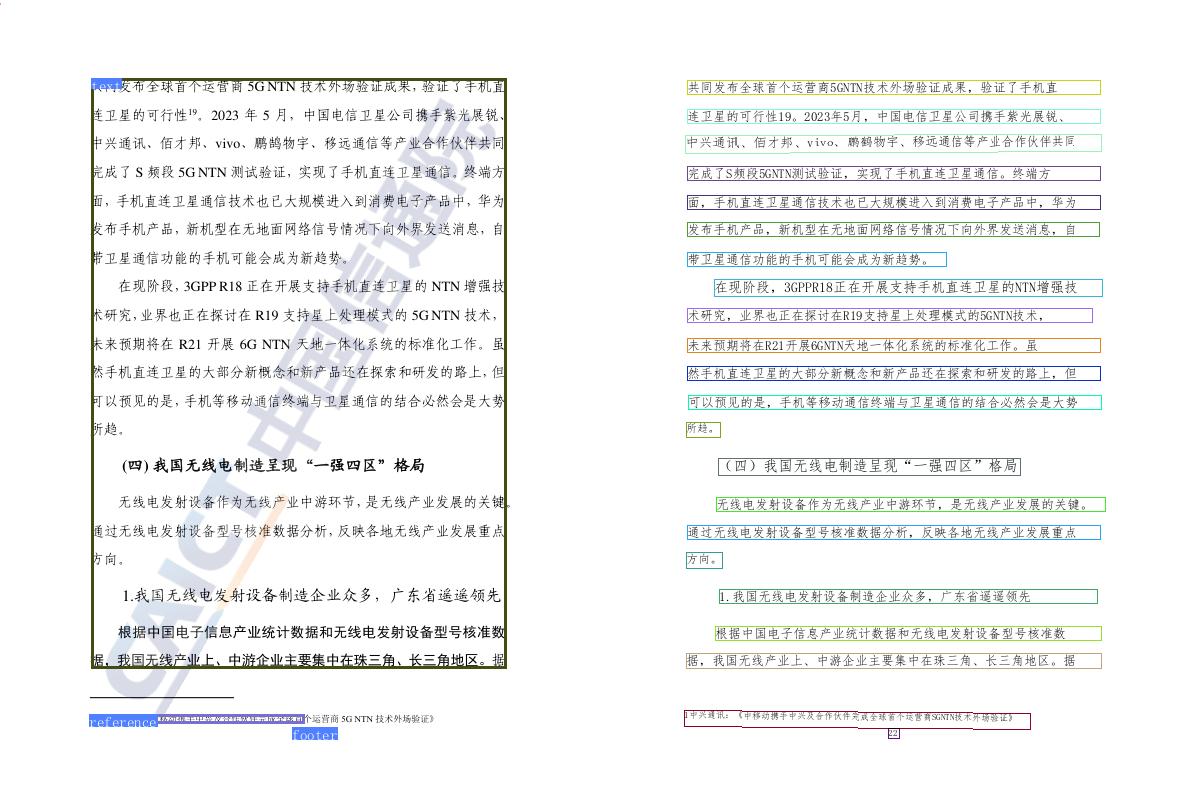 text
同发布全球首个运营商 5G NTN 技术外场验证成果，验证了手机直
连卫星的可行性¹⁹。2023 年 5 月，中国电信卫星公司携手紫光展锐、
中兴通讯、佰才邦、vivo、鹏鹄物宇、移远通信等产业合作伙伴共同
完成了 S 频段 5G NTN 测试验证，实现了手机直连卫星通信。终端方
面，手机直连卫星通信技术也已大规模进入到消费电子产品中，华为
发布手机产品，新机型在无地面网络信号情况下向外界发送消息，自
带卫星通信功能的手机可能会成为新趋势。
在现阶段，3GPP R18 正在开展支持手机直连卫星的 NTN 增强技
术研究，业界也正在探讨在 R19 支持星上处理模式的 5G NTN 技术，
未来预期将在 R21 开展 6G NTN 天地一体化系统的标准化工作。虽
然手机直连卫星的大部分新概念和新产品还在探索和研发的路上，但
可以预见的是，手机等移动通信终端与卫星通信的结合必然会是大势
所趋。
(四) 我国无线电制造呈现“一强四区”格局
无线电发射设备作为无线产业中游环节，是无线产业发展的关键。
通过无线电发射设备型号核准数据分析，反映各地无线产业发展重点
方向。
1.我国无线电发射设备制造企业众多，广东省遥遥领先
根据中国电子信息产业统计数据和无线电发射设备型号核准数
据，我国无线产业上、中游企业主要集中在珠三角、长三角地区。据
CAICT 中国信通院
reference
个运营商 5G NTN 技术外场验证》
footer
共同发布全球首个运营商5GNTN技术外场验证成果，验证了手机直
连卫星的可行性19。2023年5月，中国电信卫星公司携手紫光展锐、
中兴通讯、佰才邦、vivo、鹏鹤物宇、移远通信等产业合作伙伴共同
完成了S频段5GNTN测试验证，实现了手机直连卫星通信。终端方
面，手机直连卫星通信技术也已大规模进入到消费电子产品中，华为
发布手机产品，新机型在无地面网络信号情况下向外界发送消息，自
带卫星通信功能的手机可能会成为新趋势。
在现阶段，3GPPR18正在开展支持手机直连卫星的NTN增强技
术研究，业界也正在探讨在R19支持星上处理模式的5GNTN技术，
未来预期将在R21开展6GNTN天地一体化系统的标准化工作。虽
然手机直连卫星的大部分新概念和新产品还在探索和研发的路上，但
可以预见的是，手机等移动通信终端与卫星通信的结合必然会是大势
所趋。
（四）我国无线电制造呈现“一强四区”格局
无线电发射设备作为无线产业中游环节，是无线产业发展的关键。
通过无线电发射设备型号核准数据分析，反映各地无线产业发展重点
方向。
1.我国无线电发射设备制造企业众多，广东省遥遥领先
根据中国电子信息产业统计数据和无线电发射设备型号核准数
据，我国无线产业上、中游企业主要集中在珠三角、长三角地区。据
1中兴通讯：《中移动携手中兴及合作伙伴完成全球首个运营商5GNTN技术外场验证》
22